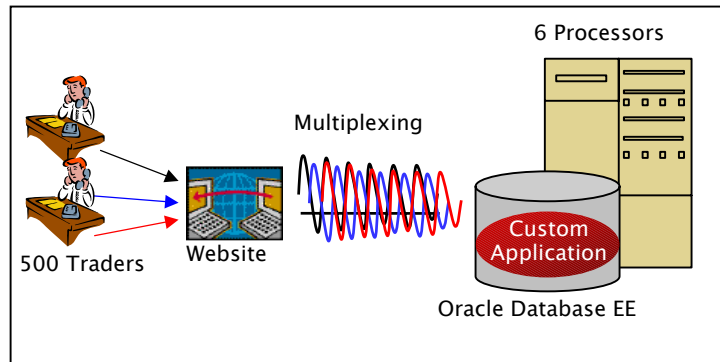 6 Processors
Multiplexing
500 Traders
Website
Custom
Application
Oracle Database EE